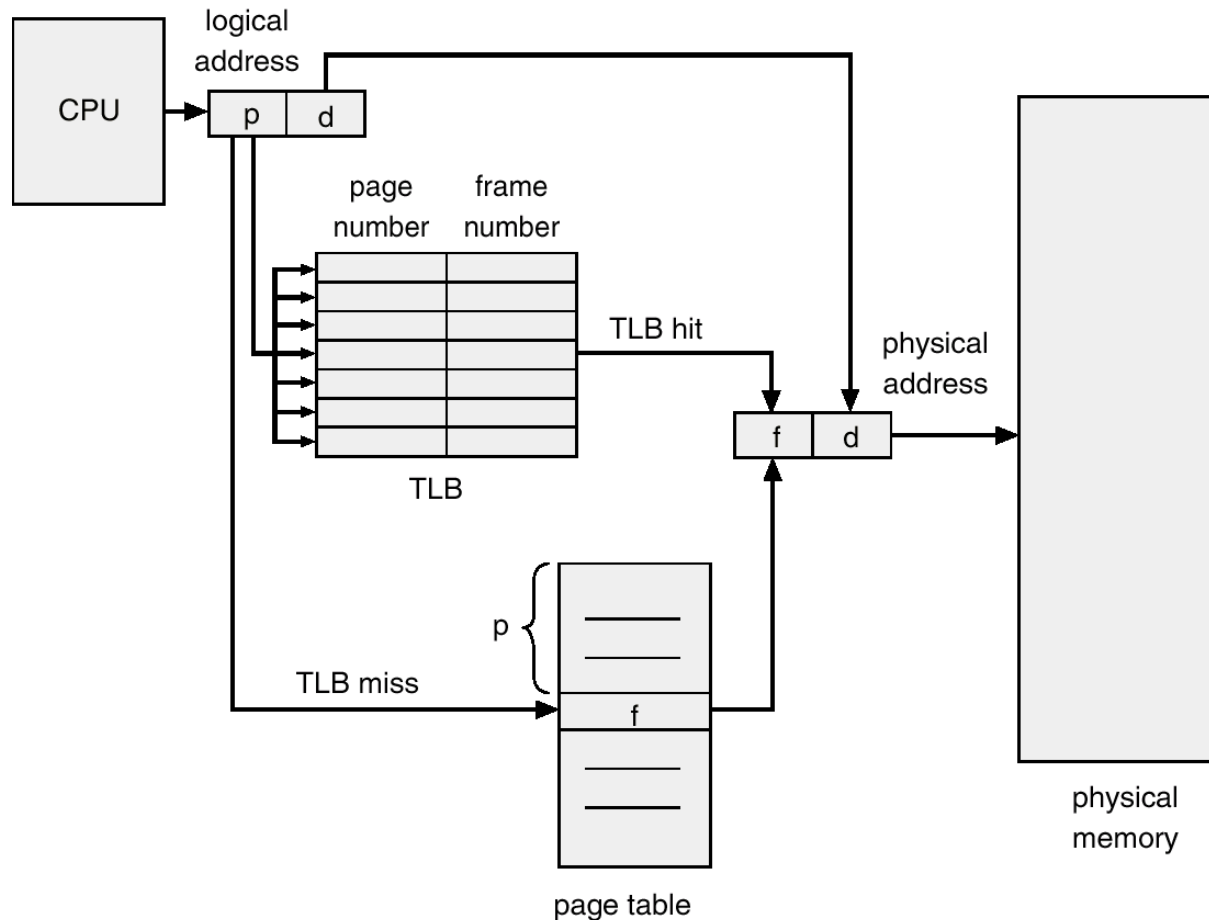 logical
address
CPU
p
d
page
number
frame
number
TLB hit
physical
address
f
d
TLB
p
TLB miss
f
physical
memory
page table